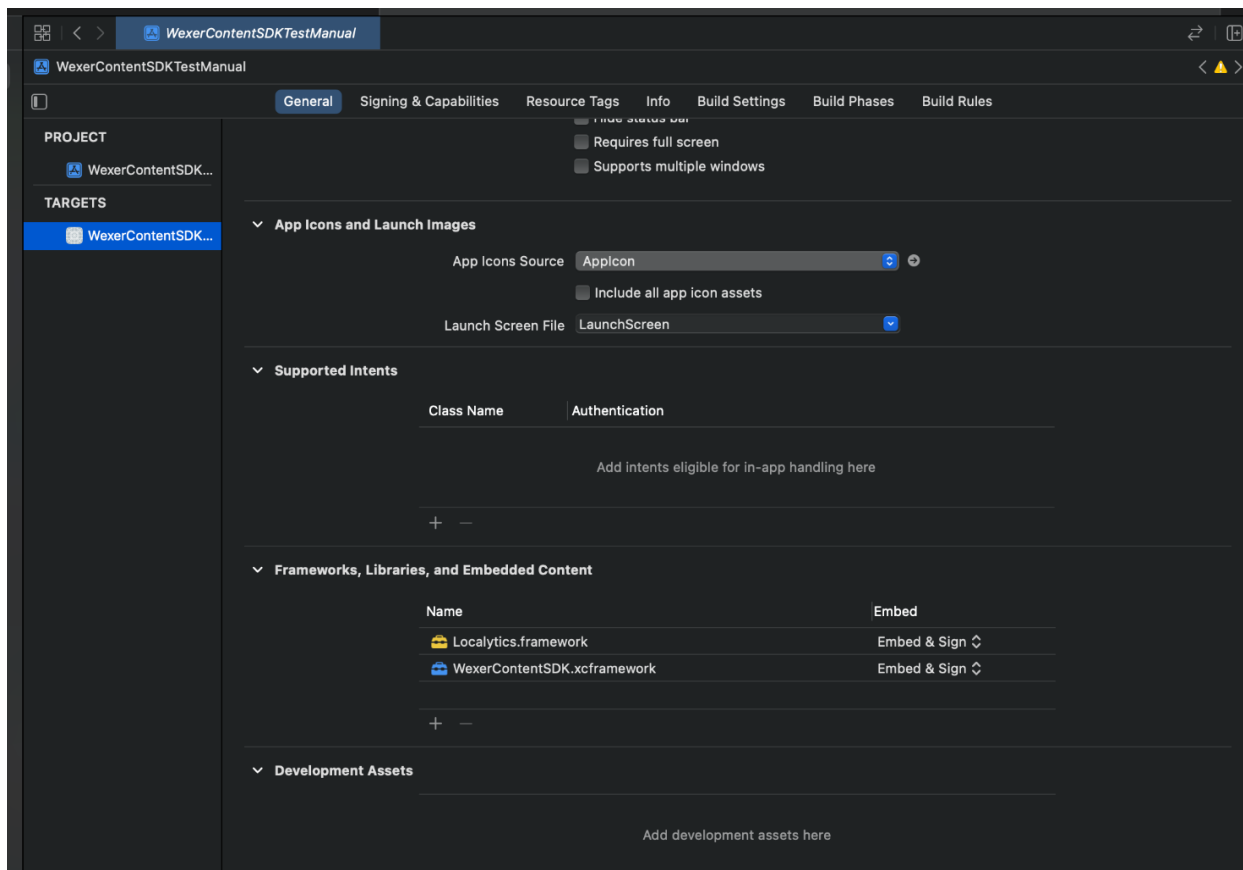 WexerContentSDKTestManual
WexerContentSDKTestManual
General Signing & Capabilities Resource Tags Info Build Settings Build Phases Build Rules
PROJECT
WexerContentSDK...
TARGETS
WexerContentSDK...
Hide status bar
Requires full screen
Supports multiple windows
App Icons and Launch Images
App Icons Source AppIcon
Include all app icon assets
Launch Screen File LaunchScreen
Supported Intents
Class Name Authentication
Add intents eligible for in-app handling here
Frameworks, Libraries, and Embedded Content
Name Embed
Localytics.framework Embed & Sign
WexerContentSDK.xcframework Embed & Sign
Development Assets
Add development assets here